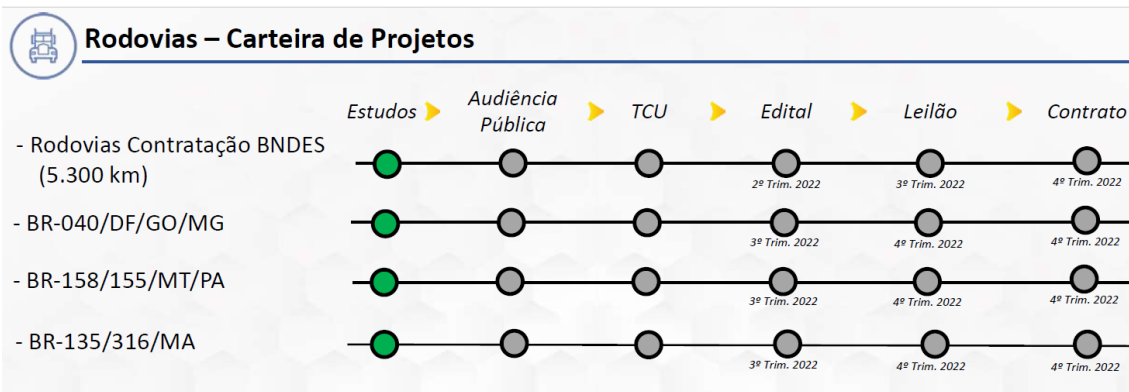 Rodovias – Carteira de Projetos
Estudos Audiência Pública TCU Edital Leilão Contrato
- Rodovias Contratação BNDES
(5.300 km)
2º Trim. 2022 3º Trim. 2022 4º Trim. 2022
- BR-040/DF/GO/MG
3º Trim. 2022 4º Trim. 2022 4º Trim. 2022
- BR-158/155/MT/PA
3º Trim. 2022 4º Trim. 2022 4º Trim. 2022
- BR-135/316/MA
3º Trim. 2022 4º Trim. 2022 4º Trim. 2022